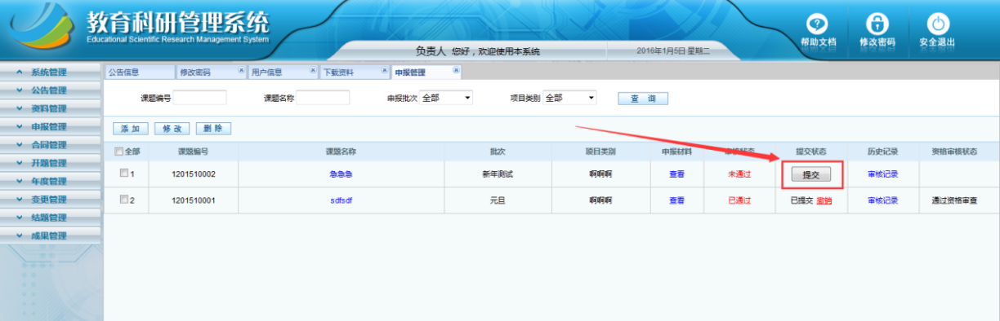 教育科研管理系统
Educational Scientific Research Management System
帮助文档 修改密码 安全退出
负责人 您好，欢迎使用本系统 2016年1月5日 星期二
系统管理
公告管理
资料管理
申报管理
合同管理
开题管理
年度管理
变更管理
结题管理
成果管理
公告信息 修改密码 用户信息 下载资料 申报管理
课题编号 课题名称 申报批次 全部 项目类别 全部 查 询
添 加 修 改 删 除
全部 课题编号 课题名称 批次 项目类别 申报材料 审核状态 提交状态 历史记录 资格审核状态
1 1201510002 急急急 新年测试 啊啊啊 查看 未通过 提交 审核记录
2 1201510001 sdfsdf 元旦 啊啊啊 查看 已通过 已提交 撤销 审核记录 通过资格审查